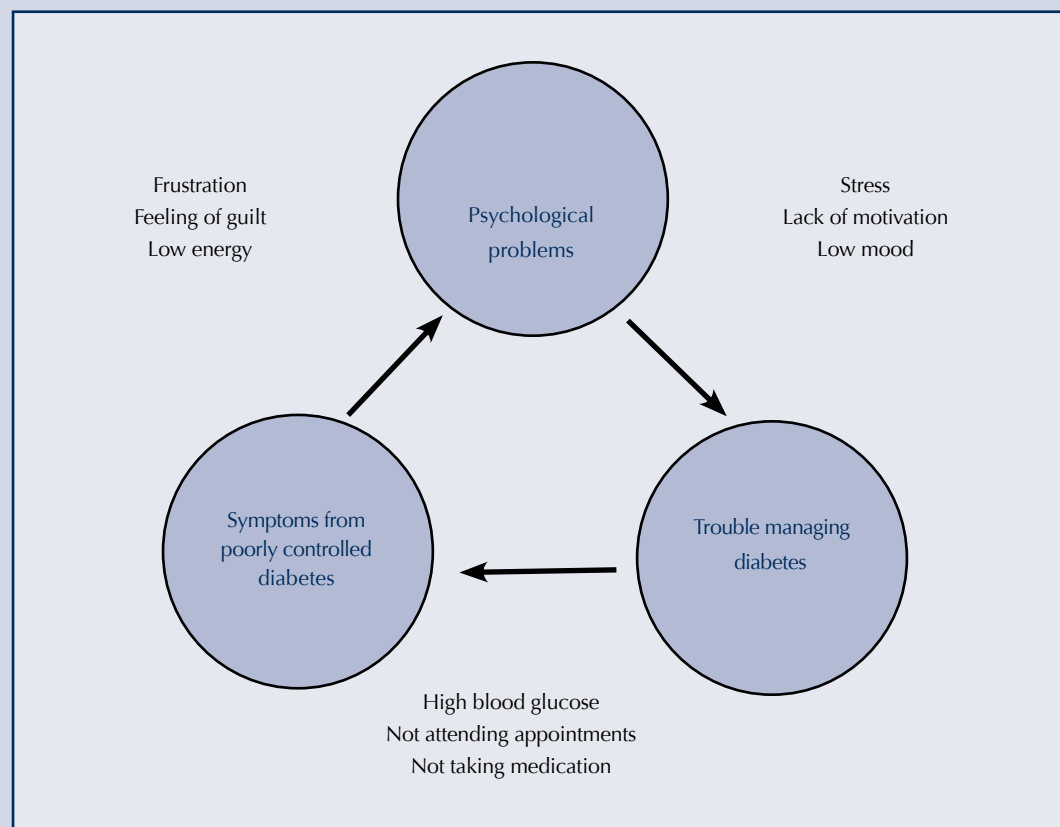 Psychological
problems
Frustration
Feeling of guilt
Low energy
Stress
Lack of motivation
Low mood
Symptoms from
poorly controlled
diabetes
Trouble managing
diabetes
High blood glucose
Not attending appointments
Not taking medication